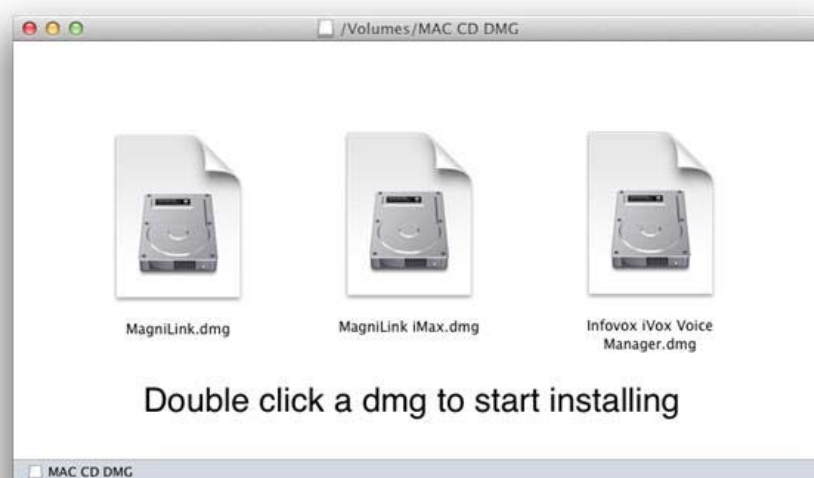 /Volumes/MAC CD DMG
MagniLink.dmg
MagniLink iMax.dmg
Infovox iVox Voice
Manager.dmg
Double click a dmg to start installing
MAC CD DMG